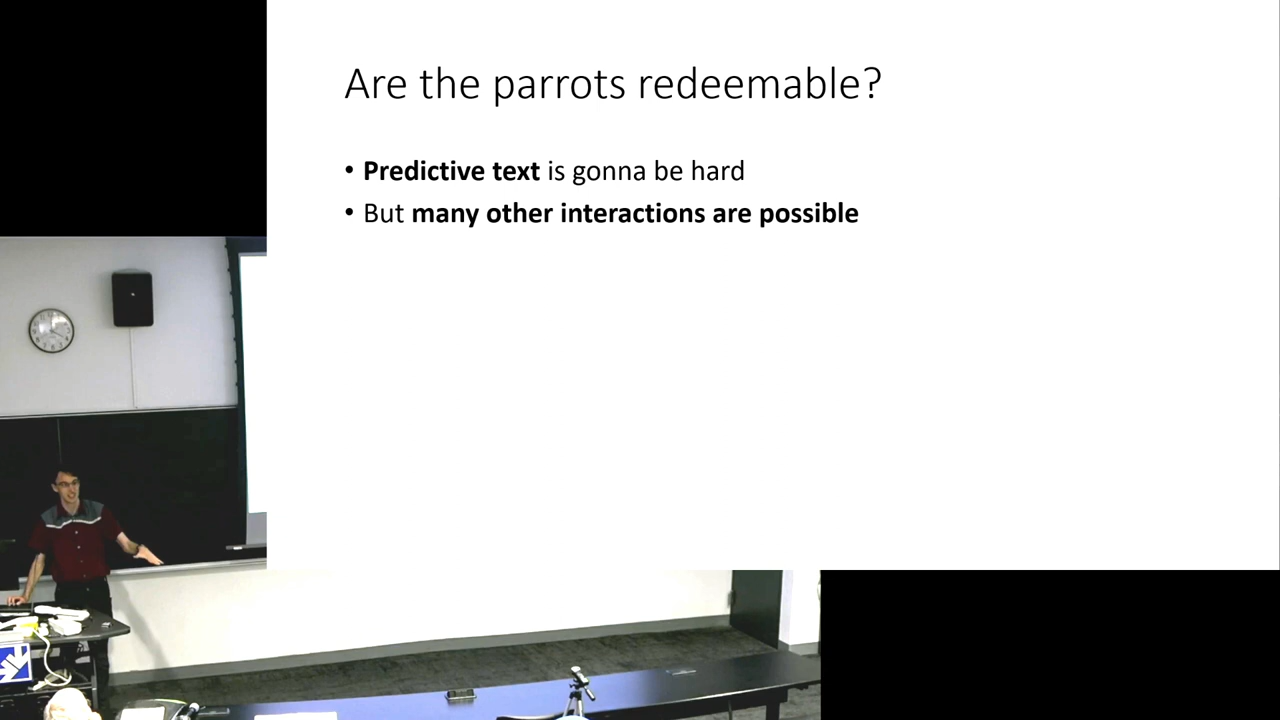 Are the parrots redeemable?
• Predictive text is gonna be hard
• But many other interactions are possible